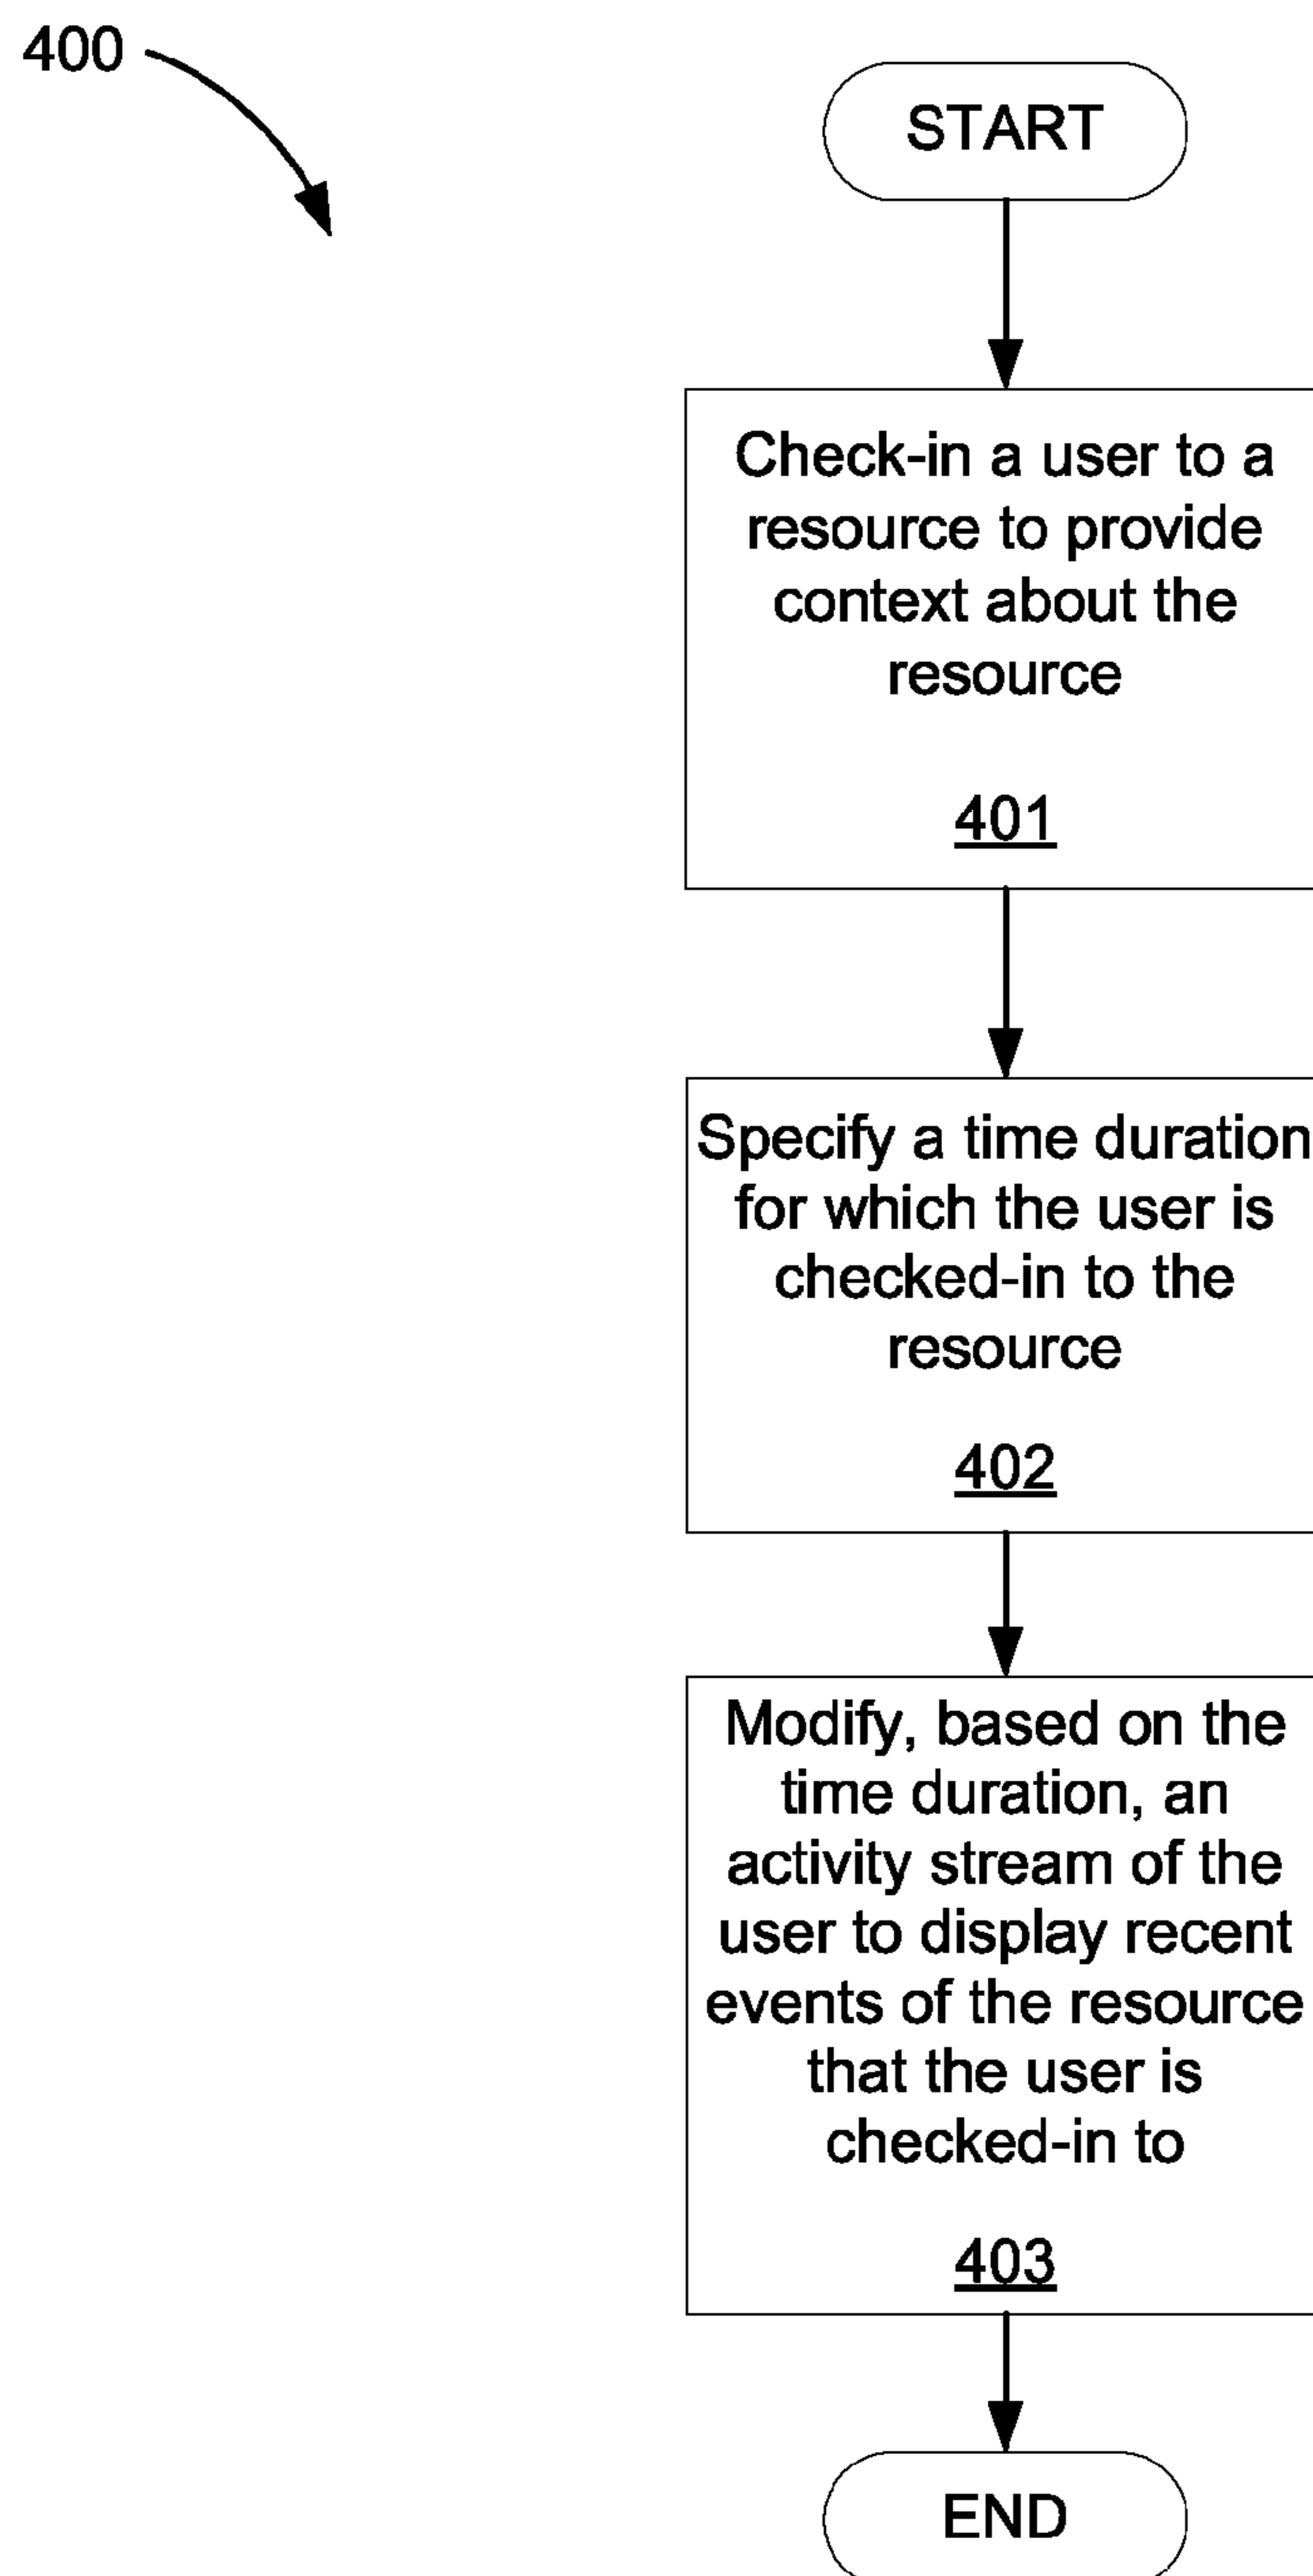 400
START
Check-in a user to a
resource to provide
context about the
resource
401
Specify a time duration
for which the user is
checked-in to the
resource
402
Modify, based on the
time duration, an
activity stream of the
user to display recent
events of the resource
that the user is
checked-in to
403
END